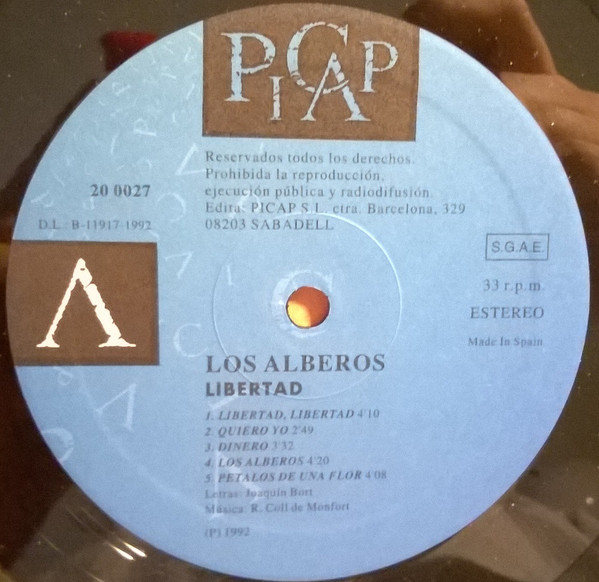 PICAP
Reservados todos los derechos.
Prohibida la reproducción,
ejecución pública y radiodifusión.
Edita: PICAP S.L. ctra. Barcelona, 329
08203 SABADELL
20 0027
D.L.: B-11917-1992
S.G.A.E.
A
33 r.p.m.
ESTEREO
Made In Spain
LOS ALBEROS
LIBERTAD
1. LIBERTAD, LIBERTAD 4'10
2. QUIERO YO 2'49
3. DINERO 3'32
4. LOS ALBEROS 4'20
5. PETALOS DE UNA FLOR 4'08
Letras: Joaquín Bort
Música: R. Coll de Monfort
(P) 1992